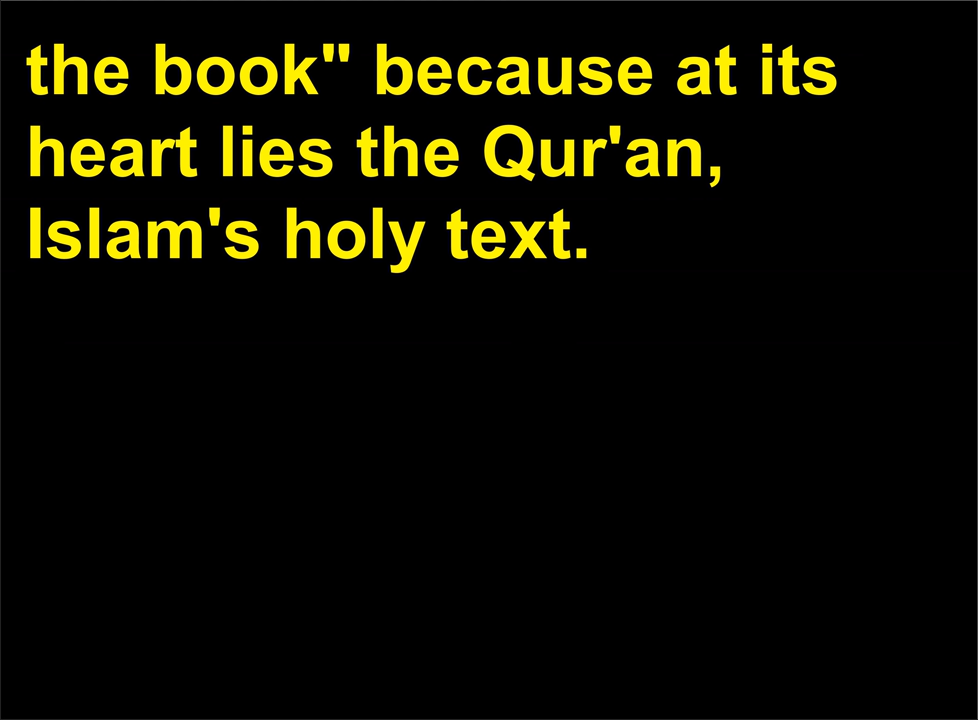 the book" because at its
heart lies the Qur'an,
Islam's holy text.